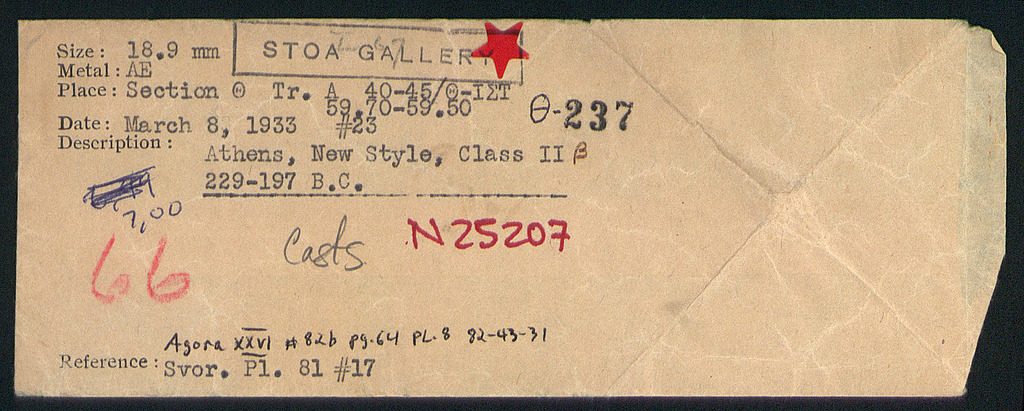 Size: 18.9 mm
STOA GALLERY
Metal: AE
Place: Section Θ Tr. A 40-45/Θ-ΙΣΤ
59.70-59.50
Θ-237
Date: March 8, 1933 #23
Description:
Athens, New Style, Class II β
229-197 B.C.
7,00
66
Casts
N25207
Agora XXVI #82b pg.64 PL.8 82-43-31
Reference: Svor. Pl. 81 #17